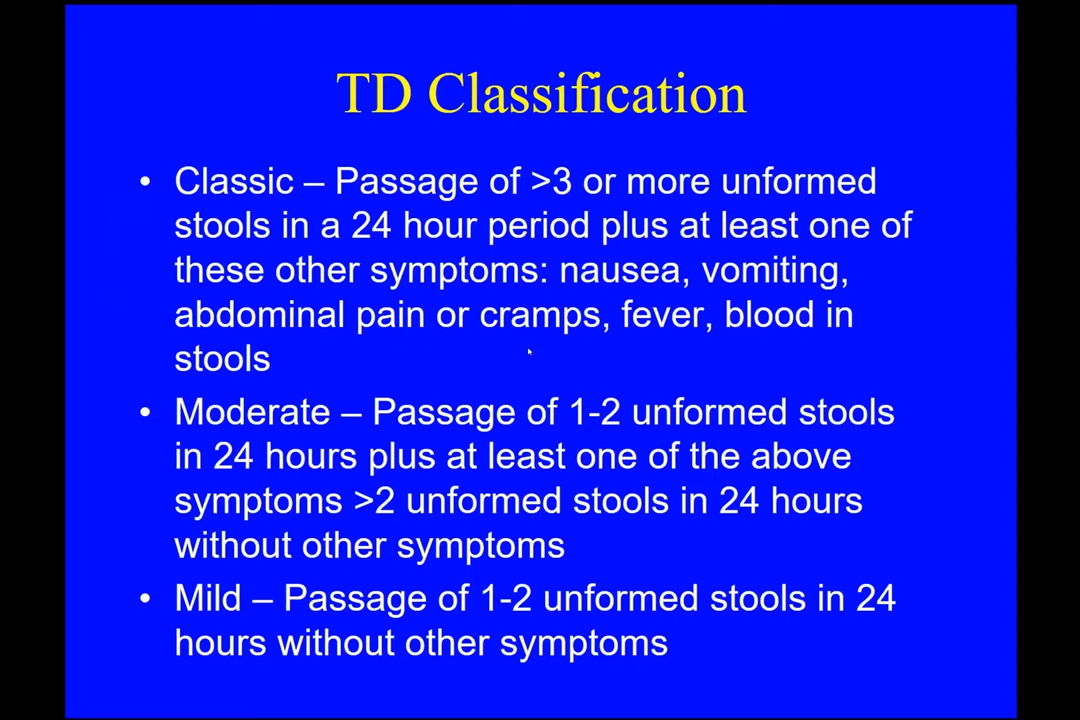 TD Classification
• Classic – Passage of >3 or more unformed
stools in a 24 hour period plus at least one of
these other symptoms: nausea, vomiting,
abdominal pain or cramps, fever, blood in
stools
• Moderate – Passage of 1-2 unformed stools
in 24 hours plus at least one of the above
symptoms >2 unformed stools in 24 hours
without other symptoms
• Mild – Passage of 1-2 unformed stools in 24
hours without other symptoms